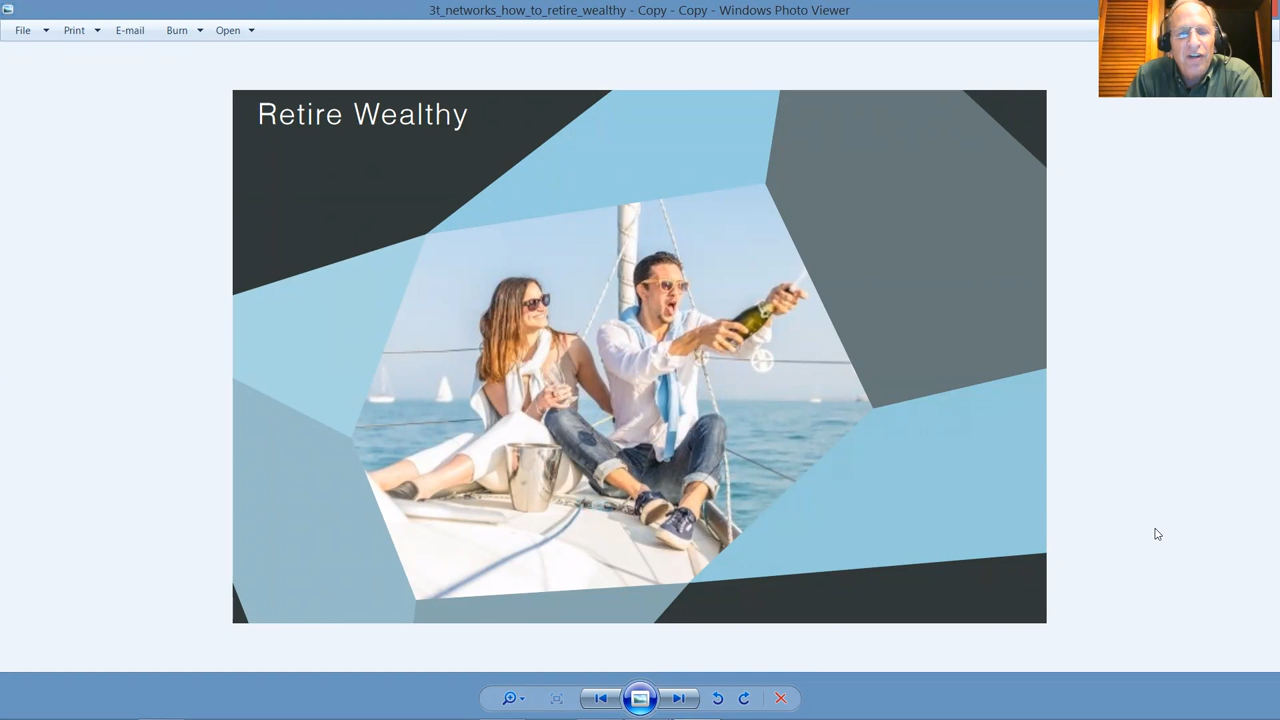 3t_networks_how_to_retire_wealthy - Copy - Copy - Windows Photo Viewer
File Print E-mail Burn Open
Retire Wealthy